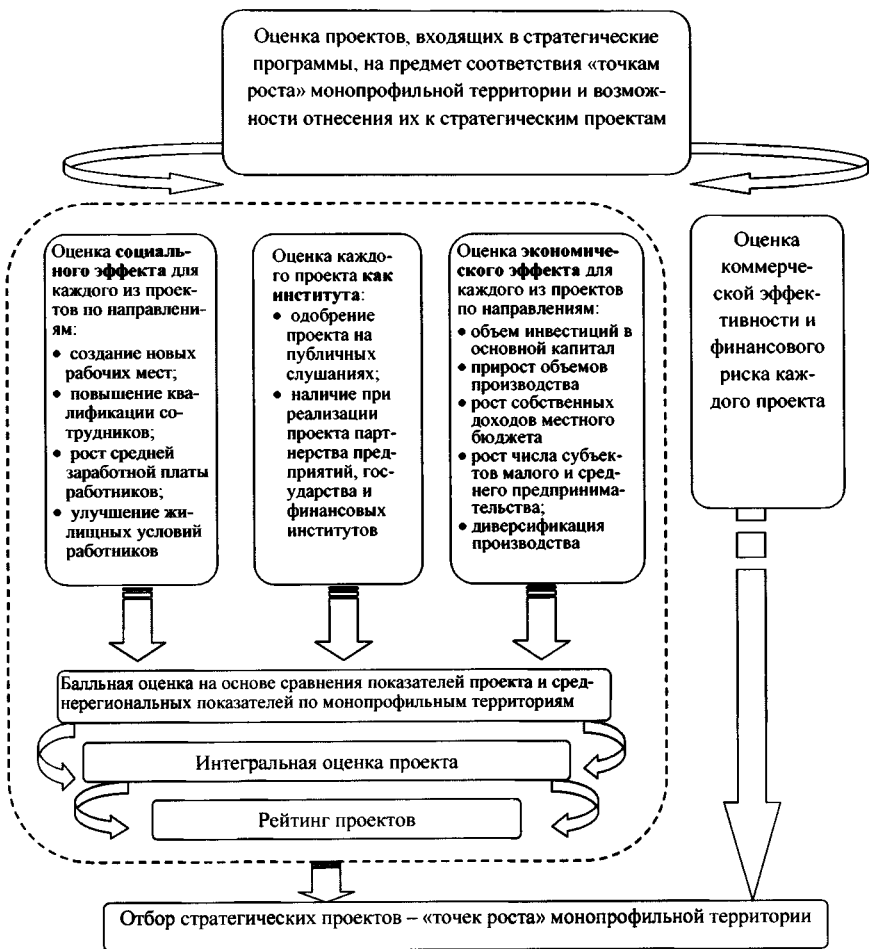 Оценка проектов, входящих в стратегические
программы, на предмет соответствия «точкам
роста» монопрофильной территории и возмож-
ности отнесения их к стратегическим проектам
Оценка социаль-
ного эффекта для
каждого из проек-
тов по направлени-
ям:
• создание новых
рабочих мест;
• повышение ква-
лификации со-
трудников;
• рост средней
заработной платы
работников;
• улучшение жи-
лищных условий
работников
Оценка каждо-
го проекта как
института:
• одобрение
проекта на
публичных
слушаниях;
• наличие при
реализации
проекта парт-
нерства пред-
приятий, гос-
ударства и
финансовых
институтов
Оценка экономиче-
ского эффекта для
каждого из проектов
по направлениям:
• объем инвестиций в
основной капитал
• прирост объемов
производства
• рост собственных
доходов местного
бюджета
• рост числа субъек-
тов малого и сред-
него предпринима-
тельства;
• диверсификация
производства
Оценка
коммерче-
ской эффек-
тивности и
финансового
риска каж-
дого проекта
Балльная оценка на основе сравнения показателей проекта и сред-
нерегиональных показателей по монопрофильным территориям
Интегральная оценка проекта
Рейтинг проектов
Отбор стратегических проектов – «точек роста» монопрофильной территории